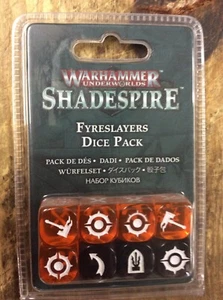 WARHAMMER
UNDERWORLDS
SHADESPIRE
FYRESLAYERS
DICE PACK
PACK DE DÉS • DADI • PACK DE DADOS
WÜRFELSET • ダイスパック • 骰子包
НАБОР КУБИКОВ